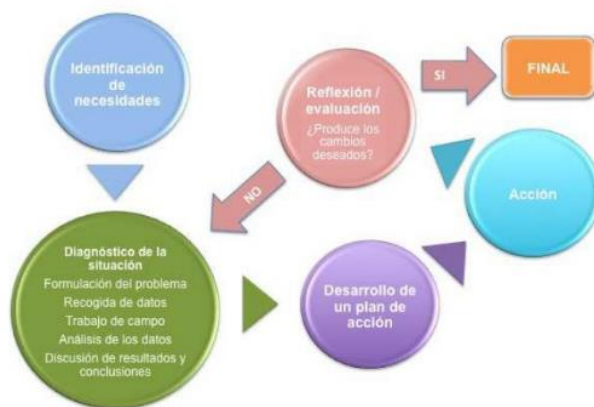 Identificación
de
necesidades
Diagnóstico de la
situación
Formulación del problema
Recogida de datos
Trabajo de campo
Análisis de los datos
Discusión de resultados y
conclusiones
Desarrollo de
un plan de
acción
Acción
Reflexión /
evaluación
¿Produce los
cambios
deseados?
NO
SI
FINAL